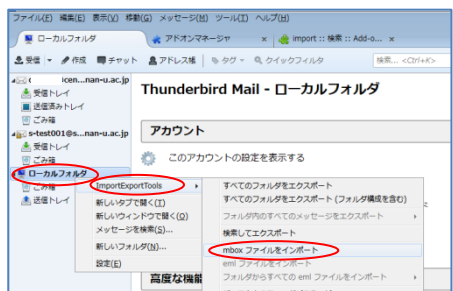 ファイル(F) 編集(E) 表示(V) 移動(G) メッセージ(M) ツール(T) ヘルプ(H)
ローカルフォルダ アドオンマネージャ × import :: 検索 :: Add-o... ×
受信 作成 チャット アドレス帳 タグ クイックフィルタ 検索... <Ctrl+K>
icen...nan-u.ac.jp
受信トレイ
送信済みトレイ
ごみ箱
s-test001@s...nan-u.ac.jp
受信トレイ
ごみ箱
ローカルフォルダ
ごみ箱
送信トレイ
Thunderbird Mail - ローカルフォルダ
アカウント
このアカウントの設定を表示する
ImportExportTools
新しいタブで開く(T)
新しいウィンドウで開く(O)
メッセージを検索(S)...
新しいフォルダ(N)...
設定(E)
すべてのフォルダをエクスポート
すべてのフォルダをエクスポート (フォルダ構成を含む)
フォルダ内のすべてのメッセージをエクスポート
検索してエクスポート
mbox ファイルをインポート
eml ファイルをインポート
フォルダからすべての eml ファイルをインポート
高度な機能